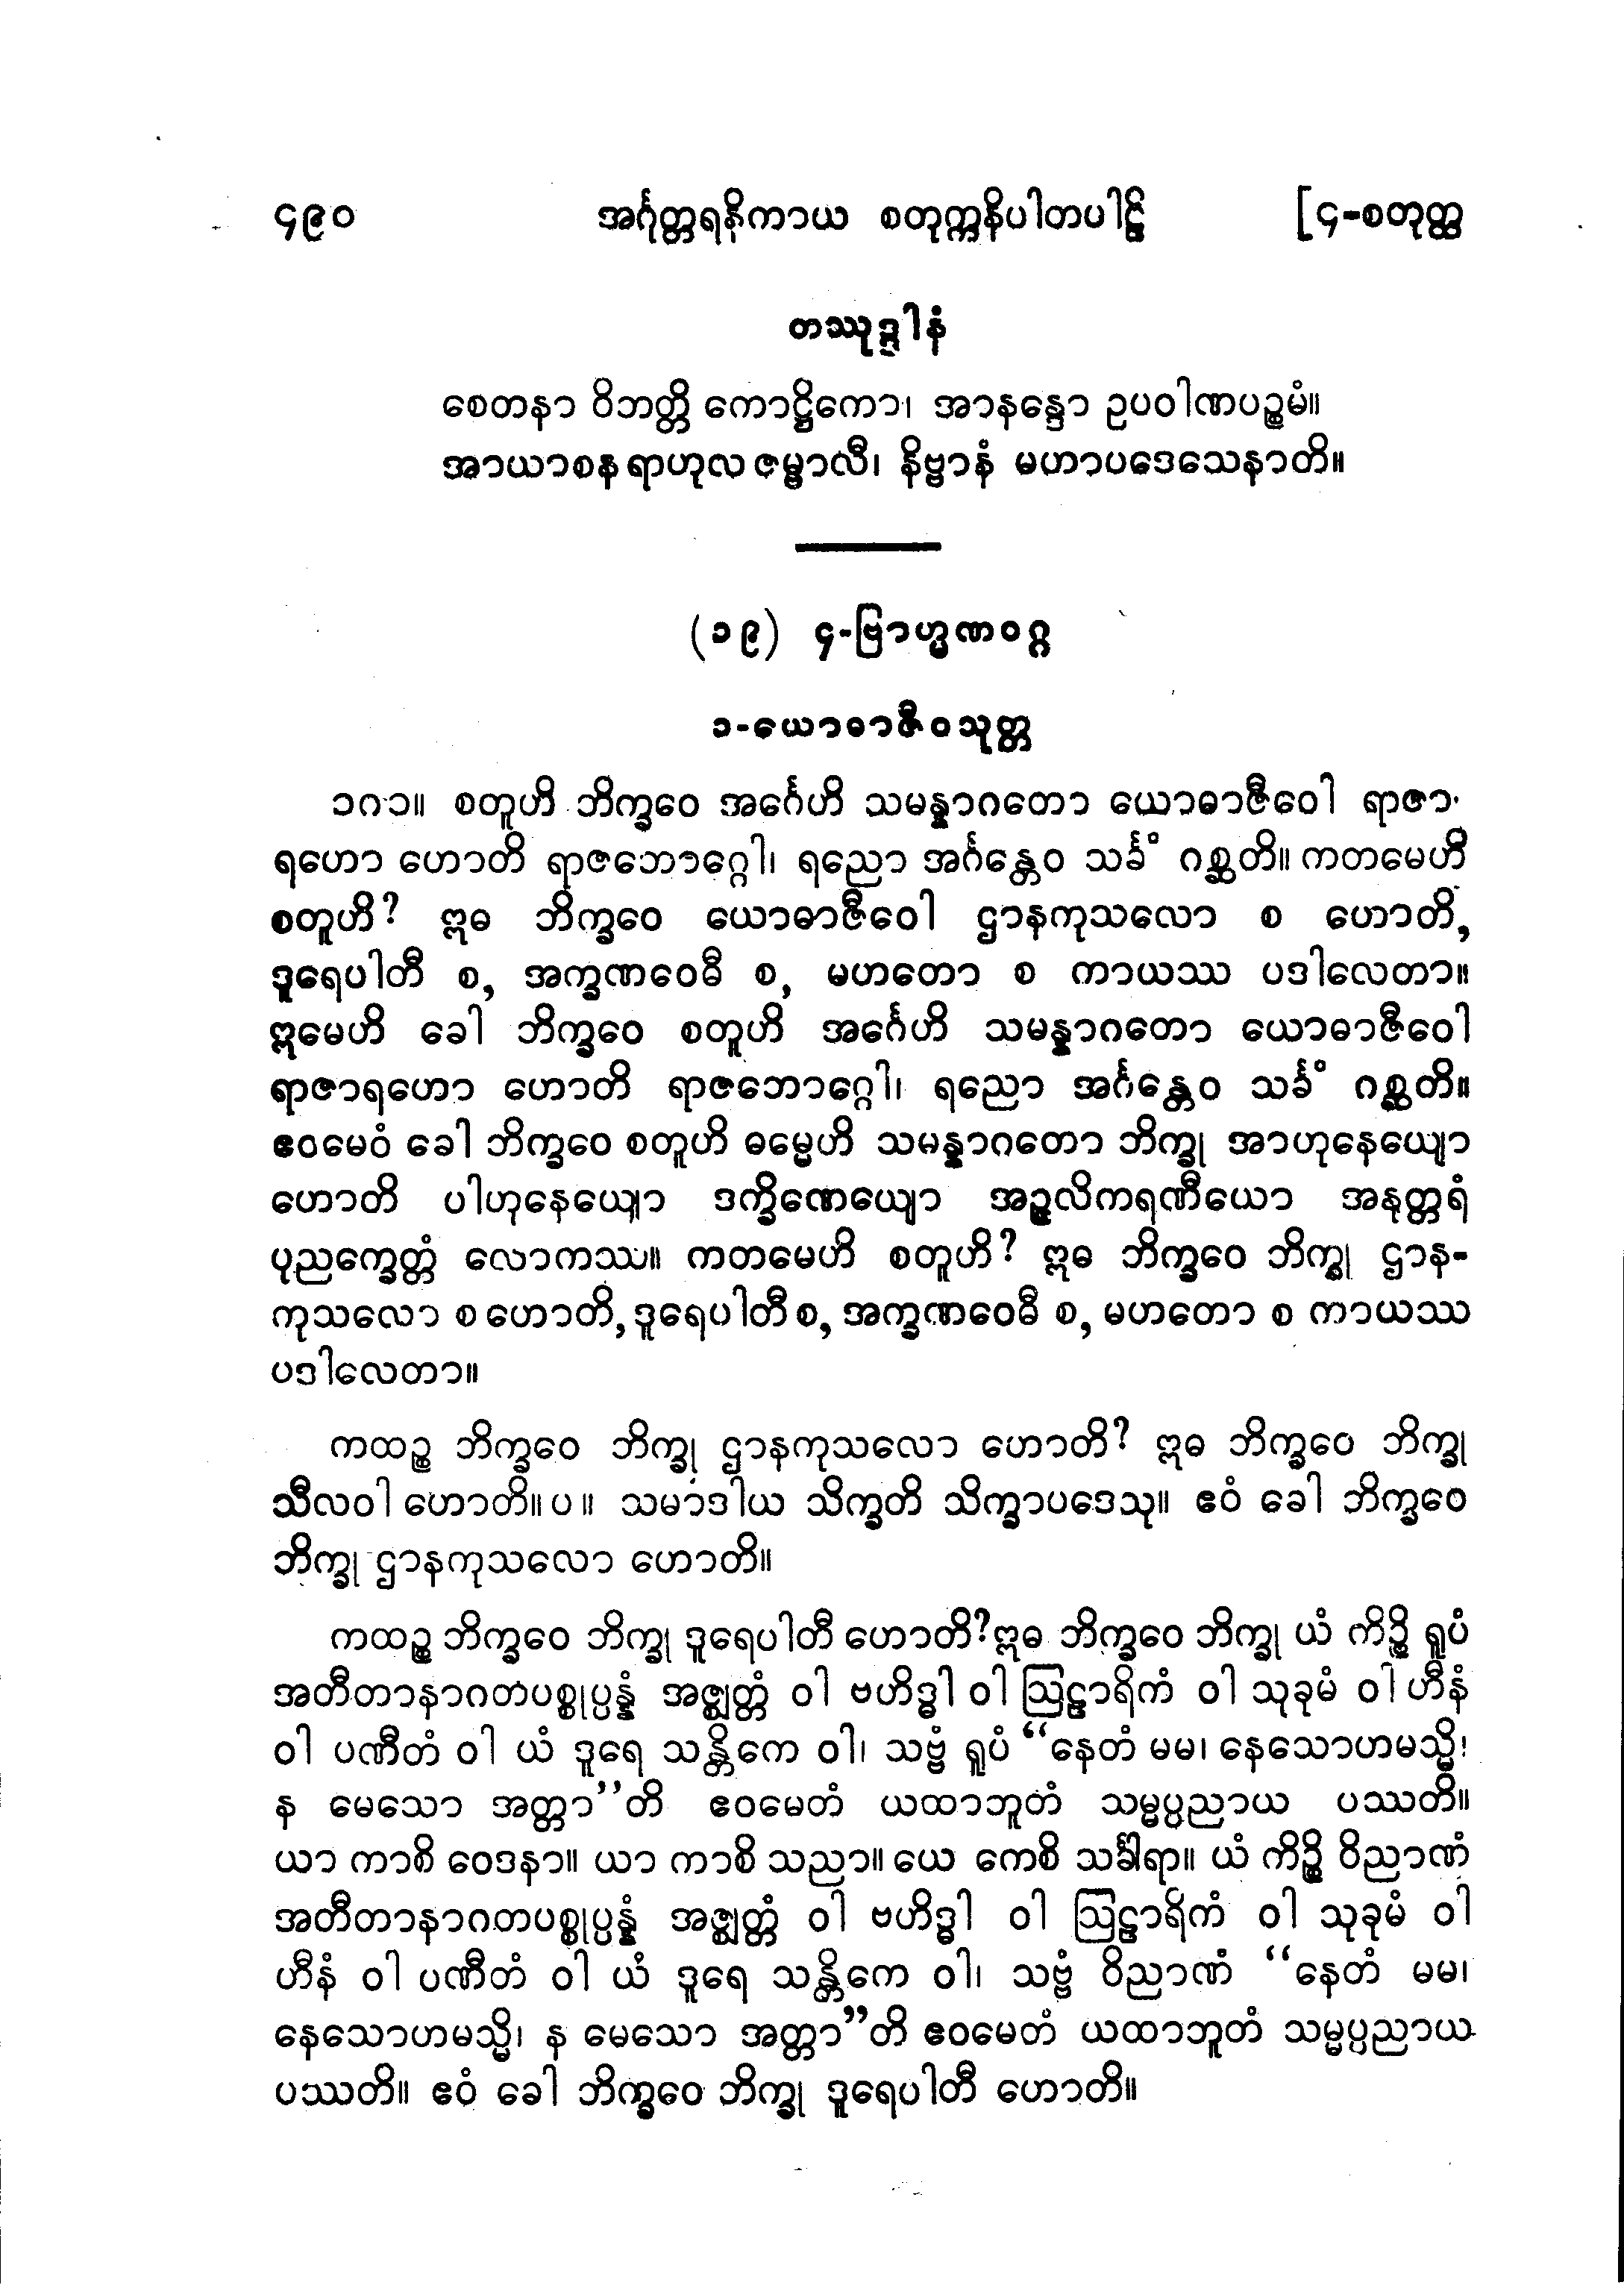 ၄၉၀ အင်္ဂုတ္တရနိကာယ စတုက္ကနိပါတပါဠိ [၄-စတုတ္ထ
တဿုဒ္ဒါနံ
စေတနာ ဝိဘတ္တိ ကောဋ္ဌိကော၊ အာနန္ဒော ဥပဝါဏပဉ္စမံ။
အာယာစန ရာဟုလ ဇမ္ဗာလီ၊ နိဗ္ဗာနံ မဟာပဒေသေနာတိ။
(၁၉) ၄-ဗြာဟ္မဏဝဂ္ဂ
၁-ယောဓာဇီဝသုတ္တ
၁၈၁။ စတူဟိ ဘိက္ခဝေ အင်္ဂေဟိ သမန္နာဂတော ယောဓာဇီဝေါ ရာဇာ-
ရဟော ဟောတိ ရာဇဘောဂ္ဂေါ၊ ရညော အင်္ဂန္တေဝ သင်္ခံ ဂစ္ဆတိ။ ကတမေဟိ
စတူဟိ? ဣဓ ဘိက္ခဝေ ယောဓာဇီဝေါ ဌာနကုသလော စ ဟောတိ,
ဒူရေပါတီ စ, အက္ခဏဝေဓီ စ, မဟတော စ ကာယဿ ပဒါလေတာ။
ဣမေဟိ ခေါ ဘိက္ခဝေ စတူဟိ အင်္ဂေဟိ သမန္နာဂတော ယောဓာဇီဝေါ
ရာဇာရဟော ဟောတိ ရာဇဘောဂ္ဂေါ၊ ရညော အင်္ဂန္တေဝ သင်္ခံ ဂစ္ဆတိ။
ဧဝမေဝံ ခေါ ဘိက္ခဝေ စတူဟိ ဓမ္မေဟိ သမန္နာဂတော ဘိက္ခု အာဟုနေယျော
ဟောတိ ပါဟုနေယျော ဒက္ခိဏေယျော အဉ္ဇလိကရဏီယော အနုတ္တရံ
ပုညက္ခေတ္တံ လောကဿ။ ကတမေဟိ စတူဟိ? ဣဓ ဘိက္ခဝေ ဘိက္ခု ဌာန-
ကုသလော စ ဟောတိ, ဒူရေပါတီ စ, အက္ခဏဝေဓီ စ, မဟတော စ ကာယဿ
ပဒါလေတာ။
ကထဉ္စ ဘိက္ခဝေ ဘိက္ခု ဌာနကုသလော ဟောတိ? ဣဓ ဘိက္ခဝေ ဘိက္ခု
သီလဝါ ဟောတိ။ပ။ သမာဒါယ သိက္ခတိ သိက္ခာပဒေသု။ ဧဝံ ခေါ ဘိက္ခဝေ
ဘိက္ခု ဌာနကုသလော ဟောတိ။
ကထဉ္စ ဘိက္ခဝေ ဘိက္ခု ဒူရေပါတီ ဟောတိ? ဣဓ ဘိက္ခဝေ ဘိက္ခု ယံ ကိဉ္စိ ရူပံ
အတီတာနာဂတပစ္စုပ္ပန္နံ အဇ္ဈတ္တံ ဝါ ဗဟိဒ္ဓါ ဝါ ဩဠာရိကံ ဝါ သုခုမံ ဝါ ဟီနံ
ဝါ ပဏီတံ ဝါ ယံ ဒူရေ သန္တိကေ ဝါ၊ သဗ္ဗံ ရူပံ “နေတံ မမ၊ နေသောဟမသ္မိ၊
န မေသော အတ္တာ”တိ ဧဝမေတံ ယထာဘူတံ သမ္မပ္ပညာယ ပဿတိ။
ယာ ကာစိ ဝေဒနာ။ ယာ ကာစိ သညာ။ ယေ ကေစိ သင်္ခါရာ။ ယံ ကိဉ္စိ ဝိညာဏံ
အတီတာနာဂတပစ္စုပ္ပန္နံ အဇ္ဈတ္တံ ဝါ ဗဟိဒ္ဓါ ဝါ ဩဠာရိကံ ဝါ သုခုမံ ဝါ
ဟီနံ ဝါ ပဏီတံ ဝါ ယံ ဒူရေ သန္တိကေ ဝါ၊ သဗ္ဗံ ဝိညာဏံ “နေတံ မမ၊
နေသောဟမသ္မိ၊ န မေသော အတ္တာ”တိ ဧဝမေတံ ယထာဘူတံ သမ္မပ္ပညာယ
ပဿတိ။ ဧဝံ ခေါ ဘိက္ခဝေ ဘိက္ခု ဒူရေပါတီ ဟောတိ။